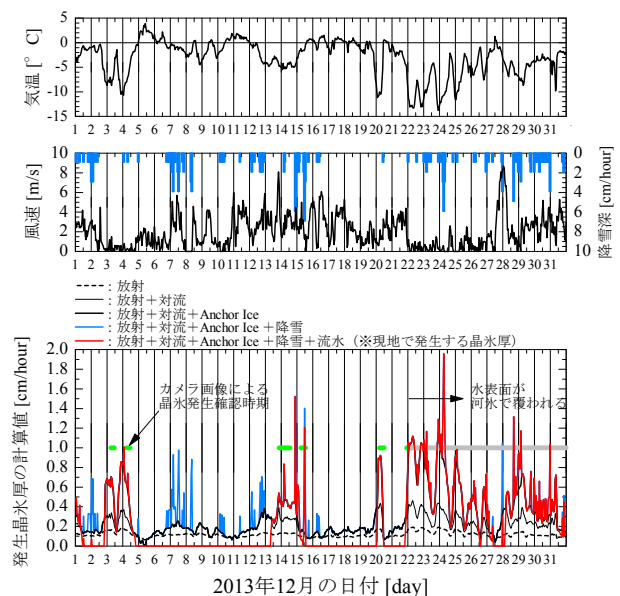 気温 [° C]
5
0
-5
-10
-15
1 2 3 4 5 6 7 8 9 10 11 12 13 14 15 16 17 18 19 20 21 22 23 24 25 26 27 28 29 30 31
風速 [m/s]
10
8
6
4
2
0
降雪深 [cm/hour]
0
2
4
6
8
10
1 2 3 4 5 6 7 8 9 10 11 12 13 14 15 16 17 18 19 20 21 22 23 24 25 26 27 28 29 30 31
: 放射
: 放射＋対流
: 放射＋対流＋Anchor Ice
: 放射＋対流＋Anchor Ice ＋降雪
: 放射＋対流＋Anchor Ice ＋降雪＋流水（※現地で発生する晶氷厚）
発生晶氷厚の計算値 [cm/hour]
2.0
1.8
1.6
1.4
1.2
1.0
0.8
0.6
0.4
0.2
0.0
カメラ画像による
晶氷発生確認時期
水表面が
河氷で覆われる
1 2 3 4 5 6 7 8 9 10 11 12 13 14 15 16 17 18 19 20 21 22 23 24 25 26 27 28 29 30 31
2013年12月の日付 [day]